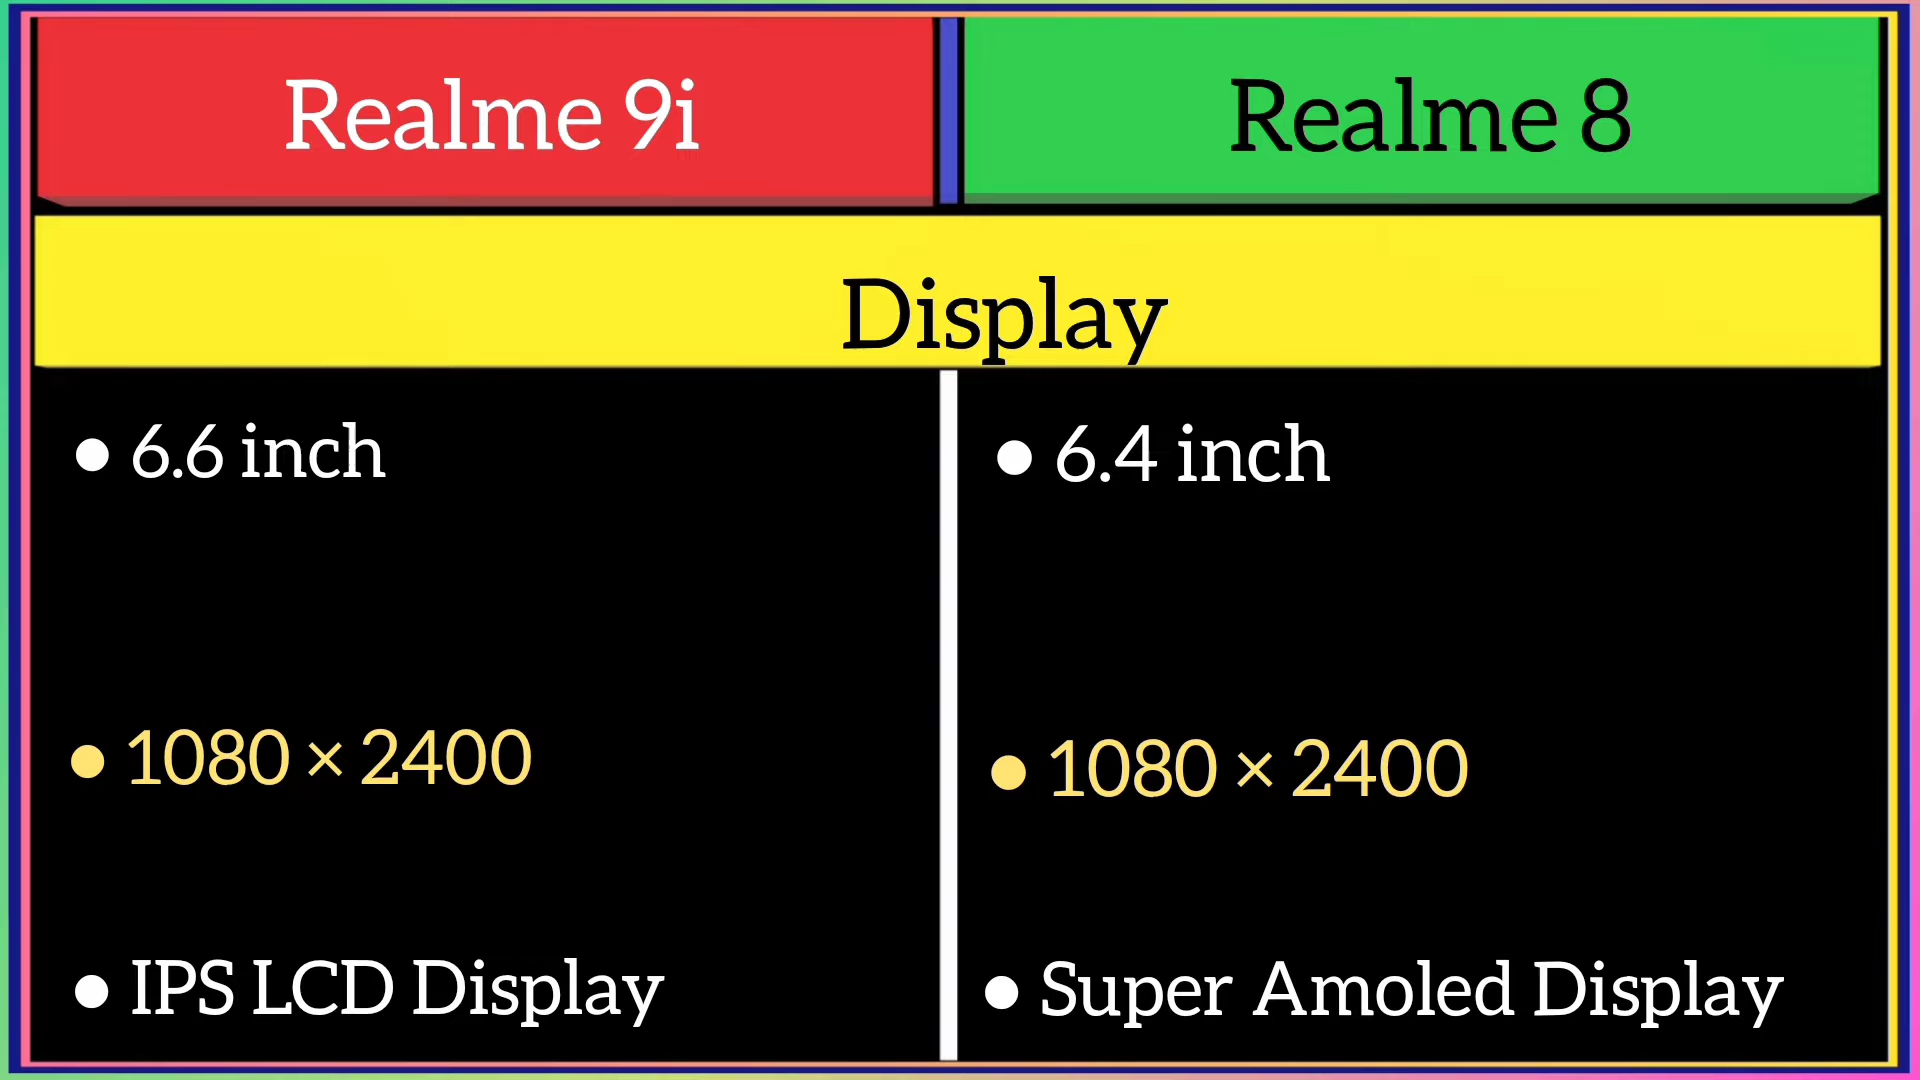 Realme 9i
Realme 8
Display
● 6.6 inch
● 6.4 inch
● 1080 × 2400
● 1080 × 2400
● IPS LCD Display
● Super Amoled Display